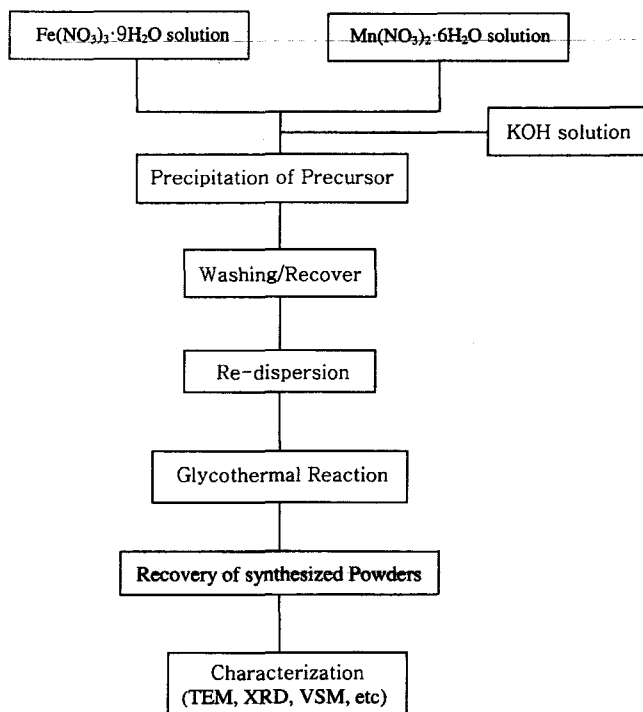 Fe(NO₃)₃·9H₂O solution
Mn(NO₃)₂·6H₂O solution
KOH solution
Precipitation of Precursor
Washing/Recover
Re-dispersion
Glycothermal Reaction
Recovery of synthesized Powders
Characterization
(TEM, XRD, VSM, etc)